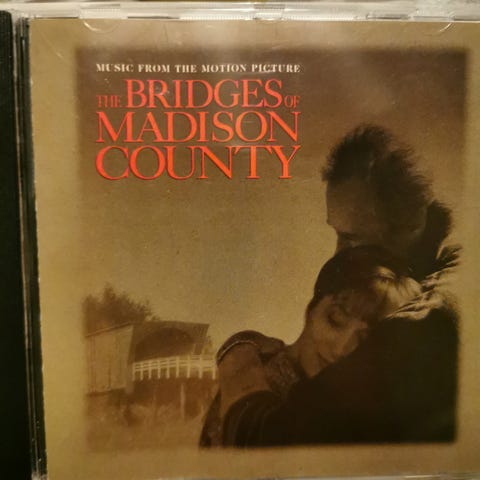 MUSIC FROM THE MOTION PICTURE
THE BRIDGES OF
MADISON
COUNTY